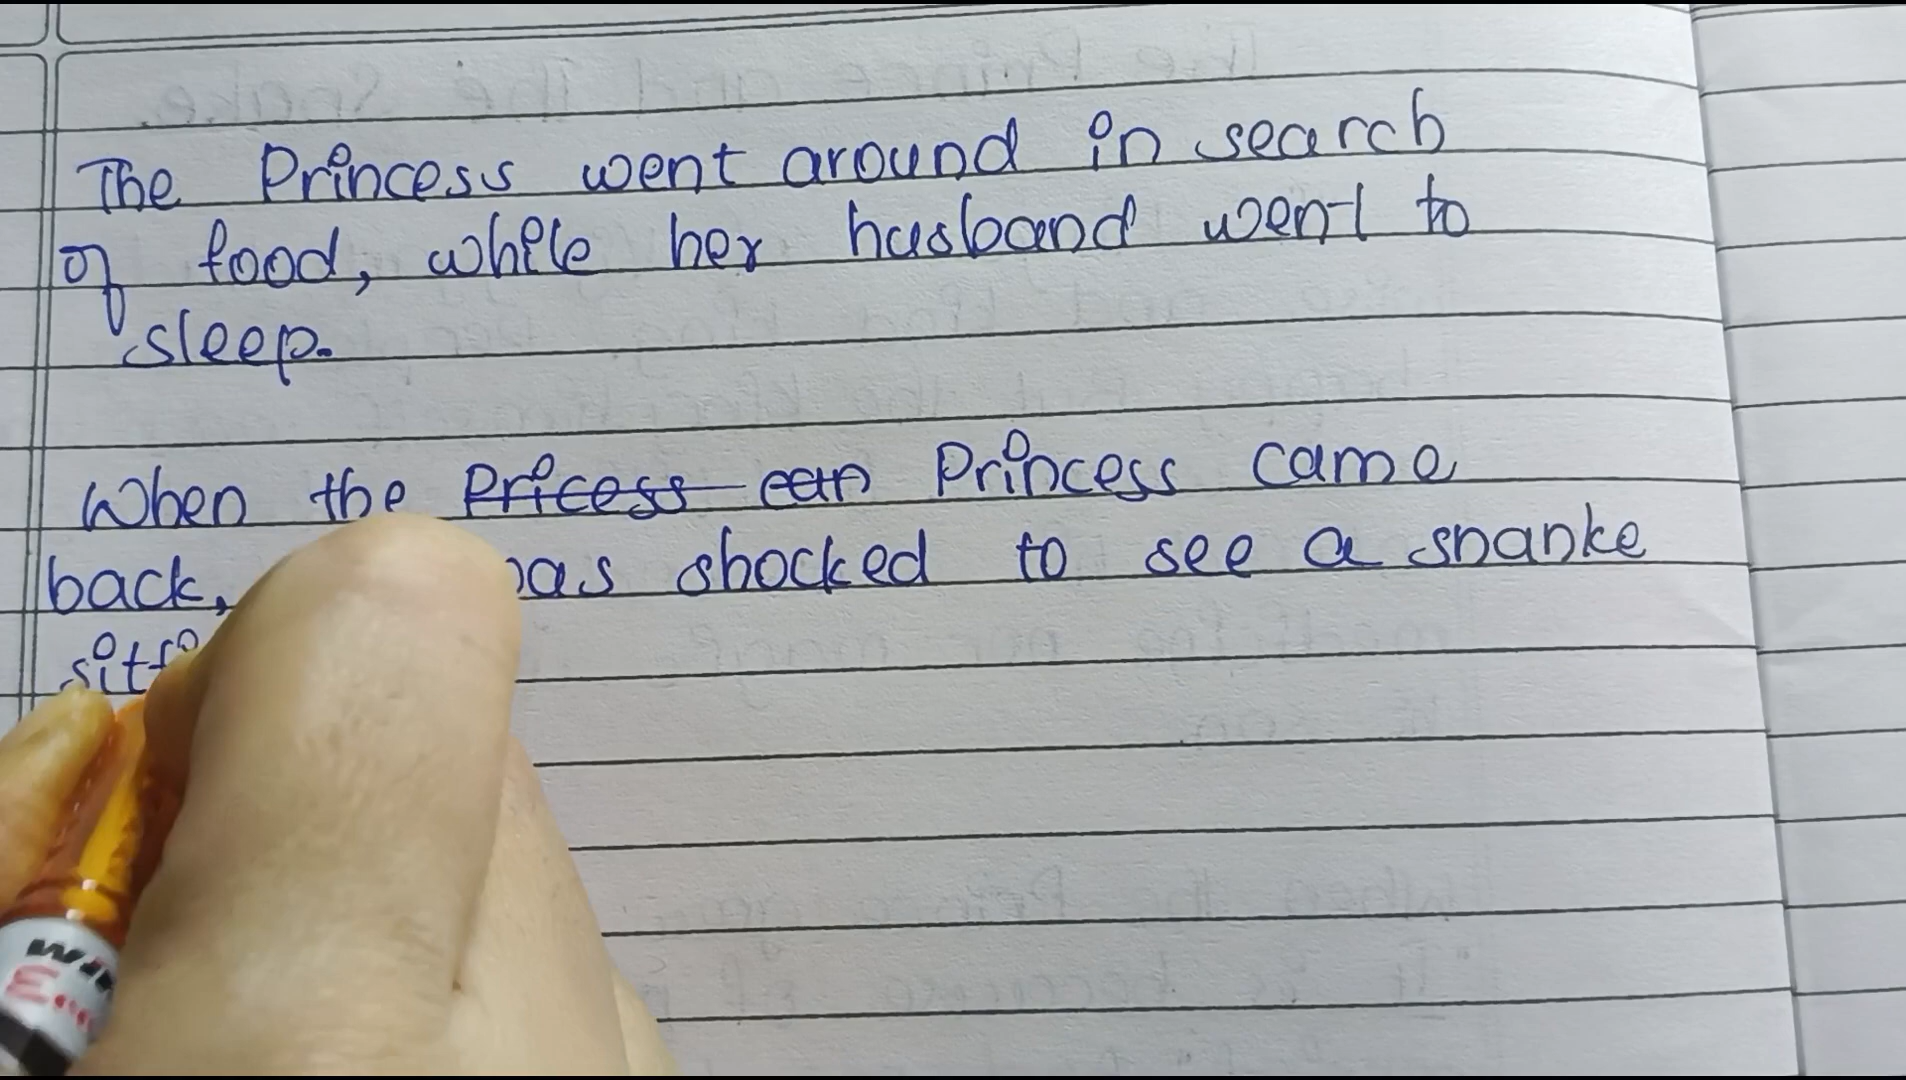 The Princess went around in search
of food, while her husband went to
sleep.
When the Pricess can Princess came
back, shocked to see a snanke